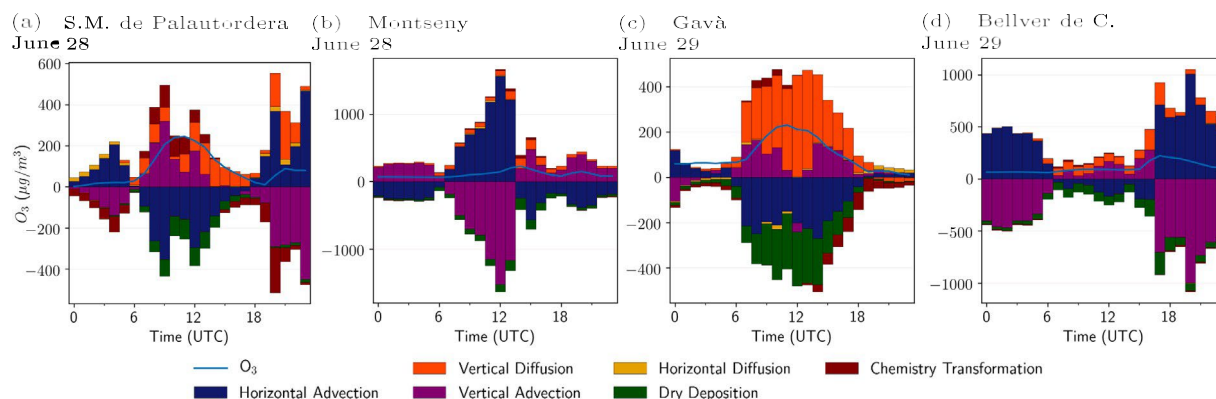 (a) S.M. de Palautordera
June 28
(b) Montseny
June 28
(c) Gavà
June 29
(d) Bellver de C.
June 29
O₃ (μg/m³)
600
400
200
0
−200
−400
0 6 12 18
Time (UTC)
1000
0
−1000
0 6 12 18
Time (UTC)
400
200
0
−200
−400
0 6 12 18
Time (UTC)
1000
500
0
−500
−1000
0 6 12 18
Time (UTC)
O₃ Vertical Diffusion Horizontal Diffusion Chemistry Transformation
Horizontal Advection Vertical Advection Dry Deposition